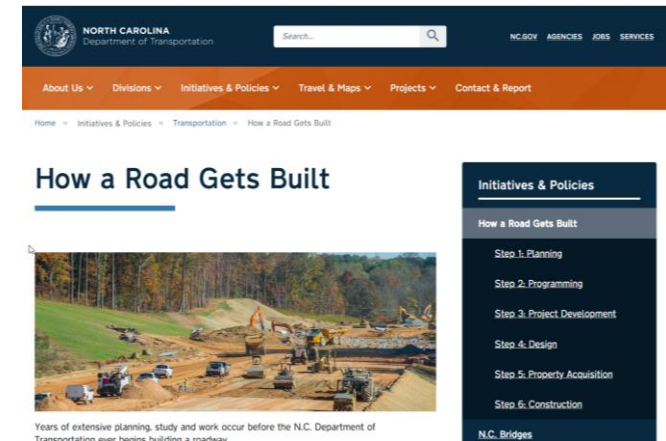 NORTH CAROLINA
Department of Transportation
Search...
NC.GOV AGENCIES JOBS SERVICES
About Us Divisions Initiatives & Policies Travel & Maps Projects Contact & Report
Home » Initiatives & Policies » Transportation » How a Road Gets Built
How a Road Gets Built
Years of extensive planning, study and work occur before the N.C. Department of
Transportation ever begins building a roadway.
Initiatives & Policies
How a Road Gets Built
Step 1: Planning
Step 2: Programming
Step 3: Project Development
Step 4: Design
Step 5: Property Acquisition
Step 6: Construction
N.C. Bridges